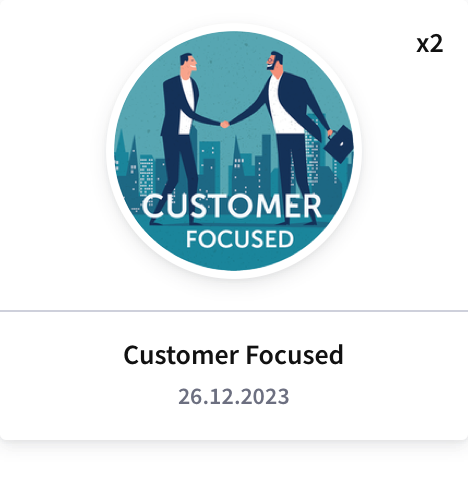 x2
CUSTOMER
FOCUSED
Customer Focused
26.12.2023